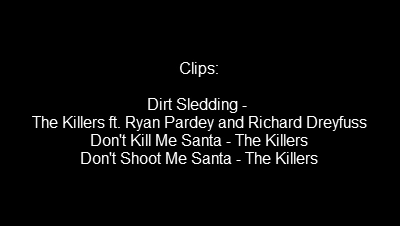 Clips:
Dirt Sledding -
The Killers ft. Ryan Pardey and Richard Dreyfuss
Don't Kill Me Santa - The Killers
Don't Shoot Me Santa - The Killers